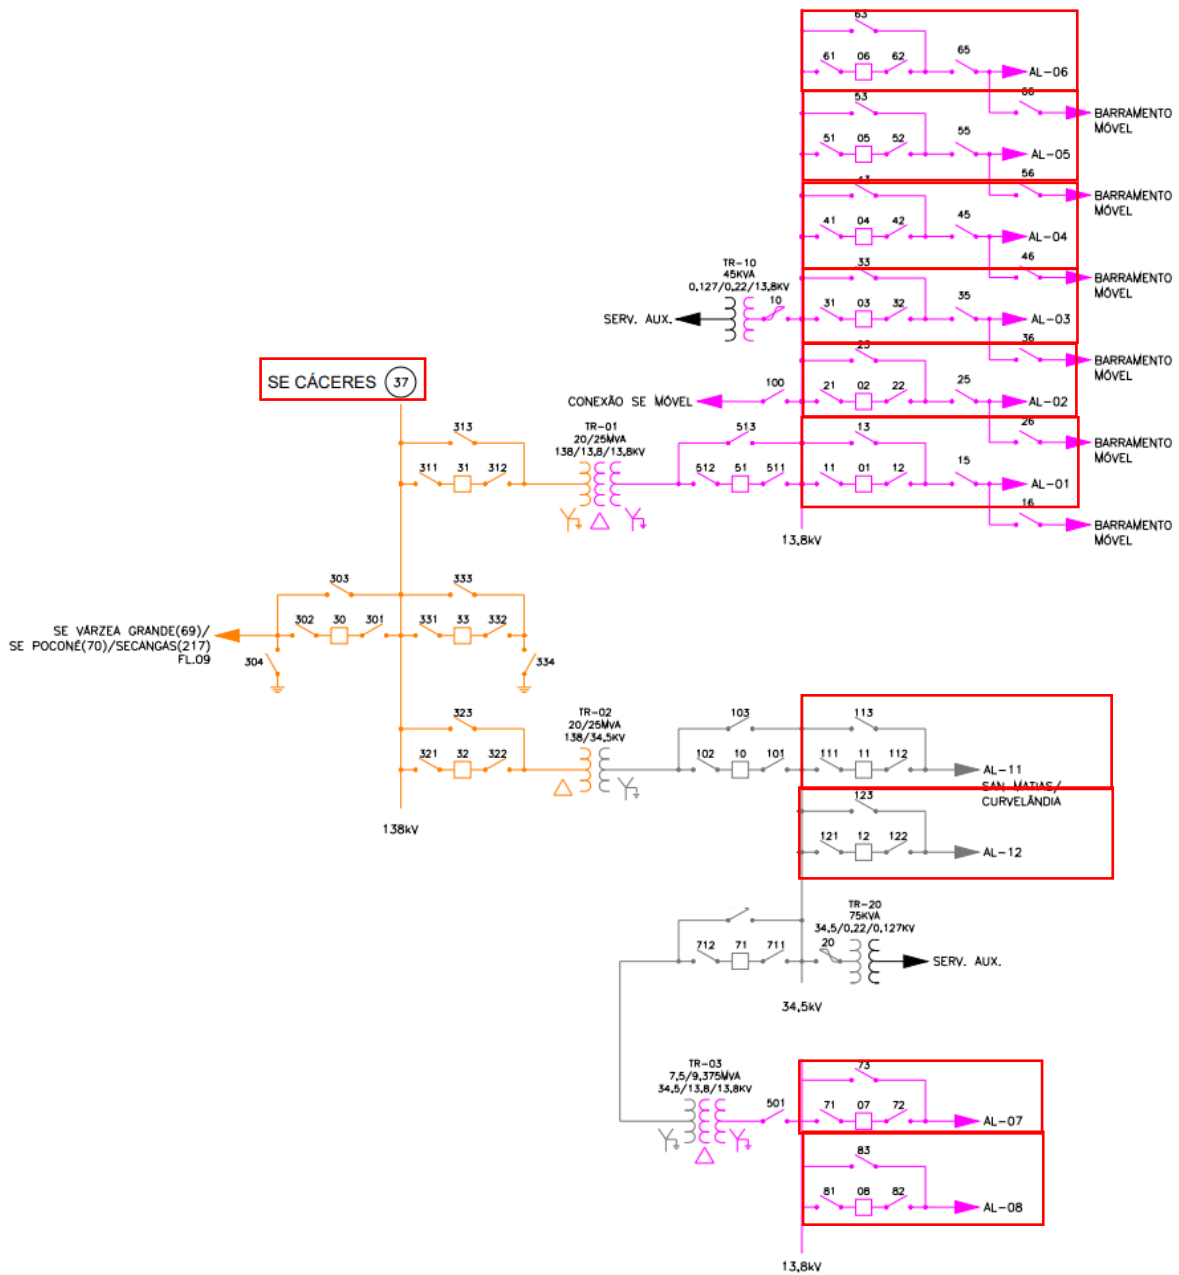 63
61 06 62 65
AL-06
66
BARRAMENTO
MÓVEL
53
51 05 52 55
AL-05
56
BARRAMENTO
MÓVEL
43
41 04 42 45
AL-04
46
BARRAMENTO
MÓVEL
TR-10
45KVA
0,127/0,22/13,8KV
10
SERV. AUX.
33
31 03 32 35
AL-03
36
BARRAMENTO
MÓVEL
SE CÁCERES 37
23
CONEXÃO SE MÓVEL
100
21 02 22 25
AL-02
26
BARRAMENTO
MÓVEL
313
311 31 312
TR-01
20/25MVA
138/13,8/13,8KV
513
512 51 511
13
11 01 12 15
AL-01
16
BARRAMENTO
MÓVEL
13,8kV
303
302 30 301
333
331 33 332
SE VÁRZEA GRANDE(69)/
SE POCONÉ(70)/SECANGAS(217)
FL.09
304
334
323
321 32 322
TR-02
20/25MVA
138/34,5KV
103
102 10 101
113
111 11 112
AL-11
SAN MATIAS/
CURVELÂNDIA
138kV
123
121 12 122
AL-12
712 71 711
TR-20
75KVA
34,5/0,22/0,127KV
20
SERV. AUX.
34,5kV
TR-03
7,5/9,375MVA
34,5/13,8/13,8KV
501
73
71 07 72
AL-07
83
81 08 82
AL-08
13,8kV